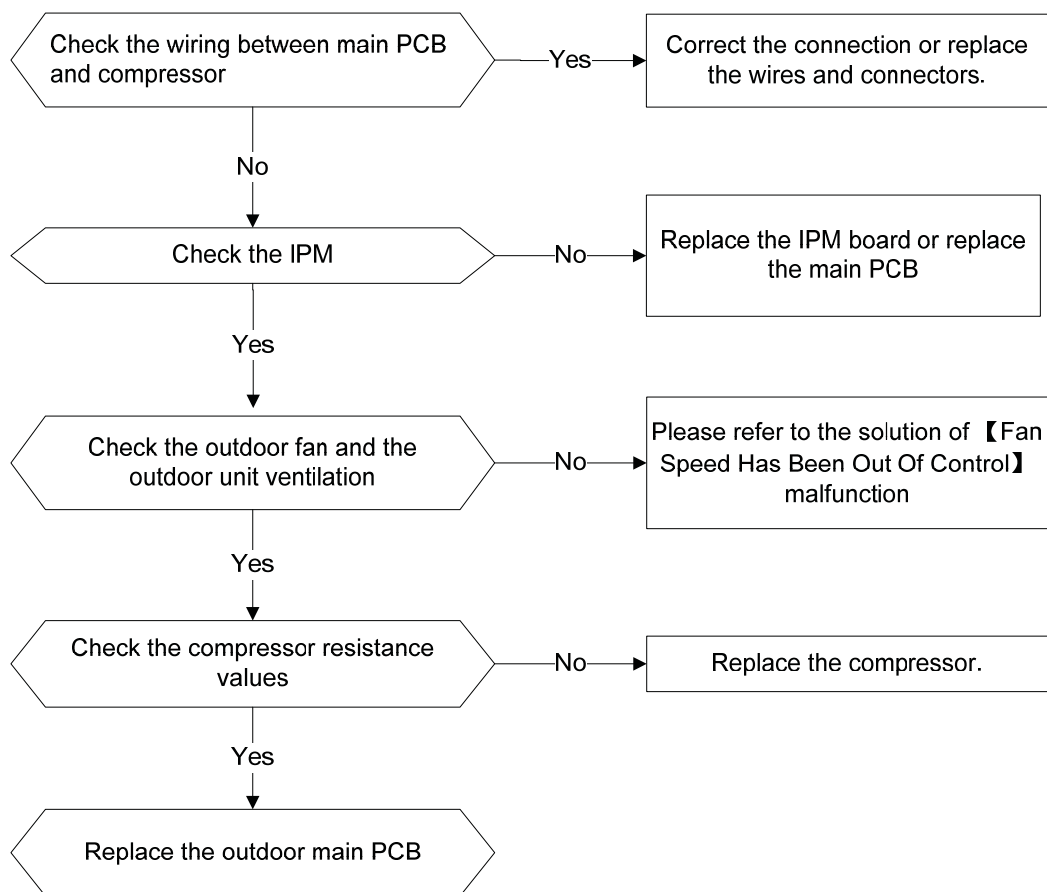 Check the wiring between main PCB
and compressor
Yes
Correct the connection or replace
the wires and connectors.
No
Check the IPM
No
Replace the IPM board or replace
the main PCB
Yes
Check the outdoor fan and the
outdoor unit ventilation
No
Please refer to the solution of 【Fan
Speed Has Been Out Of Control】
malfunction
Yes
Check the compressor resistance
values
No
Replace the compressor.
Yes
Replace the outdoor main PCB